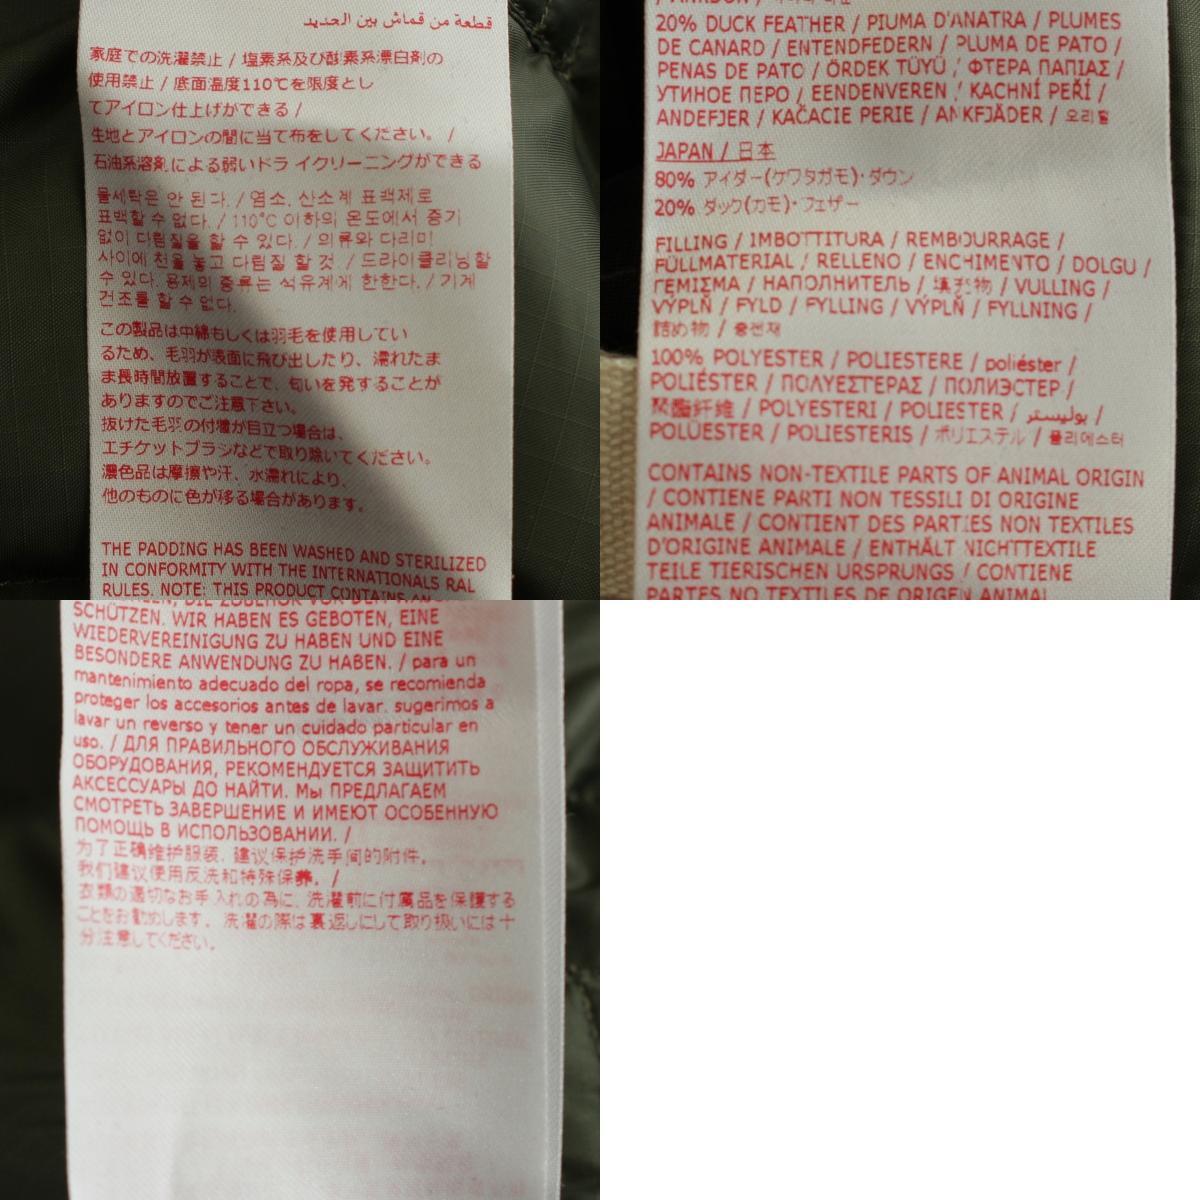 قطعة من قماش بين الحديد
家庭での洗濯禁止 / 塩素系及び酵素系漂白剤の
使用禁止 / 底面温度110℃を限度とし
てアイロン仕上げができる /
生地とアイロンの間に当て布をしてください。 /
石油系溶剤による弱いドライクリーニングができる
물세탁은 안 된다. / 염소, 산소계 표백제로
표백할 수 없다. / 110℃ 이하의 온도에서 증기
없이 다림질을 할 수 있다. / 의류와 다리미
사이에 천을 놓고 다림질 할 것. / 드라이클리닝할
수 있다. 용제의 종류는 석유계에 한한다. / 기계
건조를 할 수 없다.
この製品は中綿もしくは羽毛を使用してい
るため、毛羽が表面に飛び出したり、濡れたま
ま長時間放置することで、匂いを発することが
ありますのでご注意下さい。
抜けた毛羽の付着が目立つ場合は、
エチケットブラシなどで取り除いてください。
濃色品は摩擦や汗、水濡れにより、
他のものに色が移る場合があります。
THE PADDING HAS BEEN WASHED AND STERILIZED
IN CONFORMITY WITH THE INTERNATIONALS RAL
RULES. NOTE: THIS PRODUCT CONTAINS
20% DUCK FEATHER / PIUMA D'ANATRA / PLUMES
DE CANARD / ENTENDFEDERN / PLUMA DE PATO /
PENAS DE PATO / ÖRDEK TÜYÜ / ΦΤΕΡΑ ΠΑΠΙΑΣ /
УТИНОЕ ПЕРО / EENDENVEREN / KACHNÍ PEŘÍ /
ANDEFJER / KAČACIE PERIE / ANKFJÄDER / 오리털
JAPAN / 日本
80% アイダー(ケワタガモ)・ダウン
20% ダック(カモ)・フェザー
FILLING / IMBOTTITURA / REMBOURRAGE /
FÜLLMATERIAL / RELLENO / ENCHIMENTO / DOLGU /
ΓΕΜΙΣΜΑ / НАПОЛНИТЕЛЬ / 填充物 / VULLING /
VÝPLŇ / FYLD / FYLLING / VÝPLŇ / FYLLNING /
詰め物 / 충전재
100% POLYESTER / POLIESTERE / poliéster /
POLIÉSTER / ΠΟΛΥΕΣΤΕΡΑΣ / ПОЛИЭСТЕР /
聚酯纤维 / POLYESTERI / POLIESTER / بوليستر /
POLÜESTER / POLIESTERIS / ポリエステル / 폴리에스터
CONTAINS NON-TEXTILE PARTS OF ANIMAL ORIGIN
/ CONTIENE PARTI NON TESSILI DI ORIGINE
ANIMALE / CONTIENT DES PARTIES NON TEXTILES
D'ORIGINE ANIMALE / ENTHÄLT NICHTTEXTILE
TEILE TIERISCHEN URSPRUNGS / CONTIENE
PARTES NO TEXTILES DE ORIGEN ANIMAL
SCHÜTZEN. WIR HABEN ES GEBOTEN, EINE
WIEDERVEREINIGUNG ZU HABEN UND EINE
BESONDERE ANWENDUNG ZU HABEN. / para un
mantenimiento adecuado del ropa, se recomienda
proteger los accesorios antes de lavar. sugerimos a
lavar un reverso y tener un cuidado particular en
uso. / ДЛЯ ПРАВИЛЬНОГО ОБСЛУЖИВАНИЯ
ОБОРУДОВАНИЯ, РЕКОМЕНДУЕТСЯ ЗАЩИТИТЬ
АКСЕССУАРЫ ДО НАЙТИ. Мы ПРЕДЛАГАЕМ
СМОТРЕТЬ ЗАВЕРШЕНИЕ И ИМЕЮТ ОСОБЕННУЮ
ПОМОЩЬ В ИСПОЛЬЗОВАНИИ. /
为了正确维护服装, 建议保护洗手间的附件。
我们建议使用反洗和特殊保养。 /
衣類の適切なお手入れの為に、洗濯前に付属品を保護する
ことをお勧めします。洗濯の際は裏返しにして取り扱いには十
分注意してください。